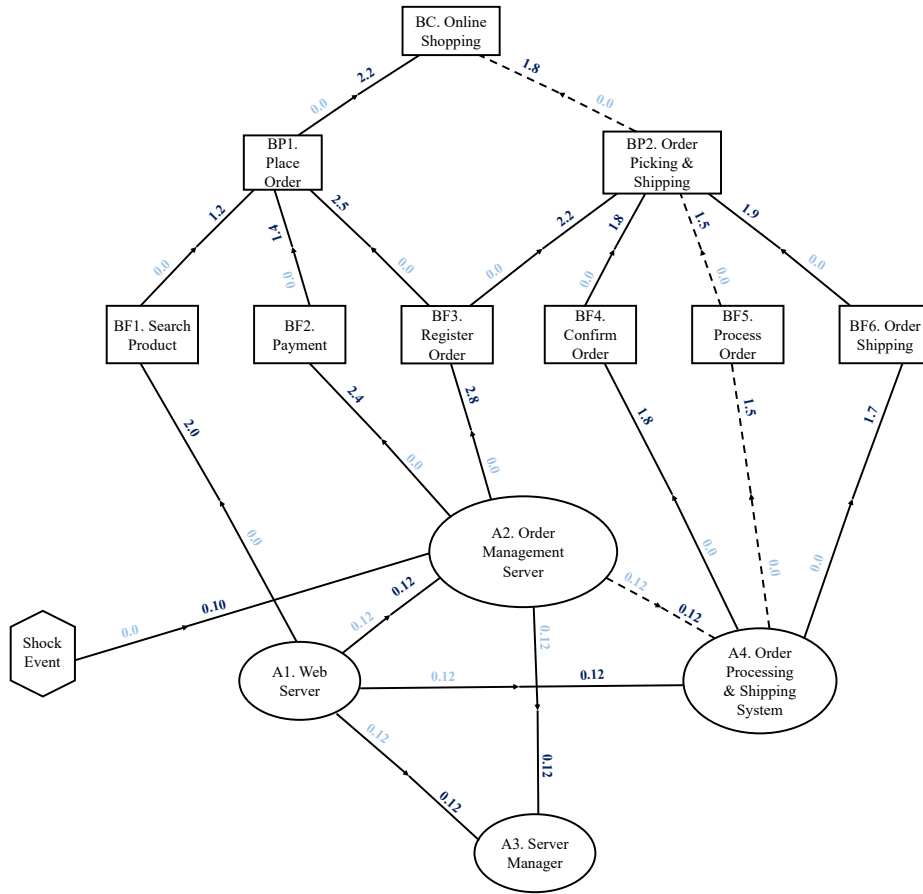 BC. Online
Shopping
2.2
1.8
0.0
0.0
BP1.
Place
Order
BP2. Order
Picking &
Shipping
1.2
1.4
2.5
2.2
1.8
1.5
1.9
0.0
0.0
0.0
0.0
0.0
0.0
0.0
BF1. Search
Product
BF2.
Payment
BF3.
Register
Order
BF4.
Confirm
Order
BF5.
Process
Order
BF6. Order
Shipping
2.0
2.4
2.8
1.8
1.5
1.7
0.0
0.0
0.0
0.0
0.0
0.0
A2. Order
Management
Server
0.10
0.0
0.12
0.12
0.12
0.12
0.12
Shock
Event
A1. Web
Server
0.12
0.12
A4. Order
Processing
& Shipping
System
0.12
0.12
0.12
A3. Server
Manager